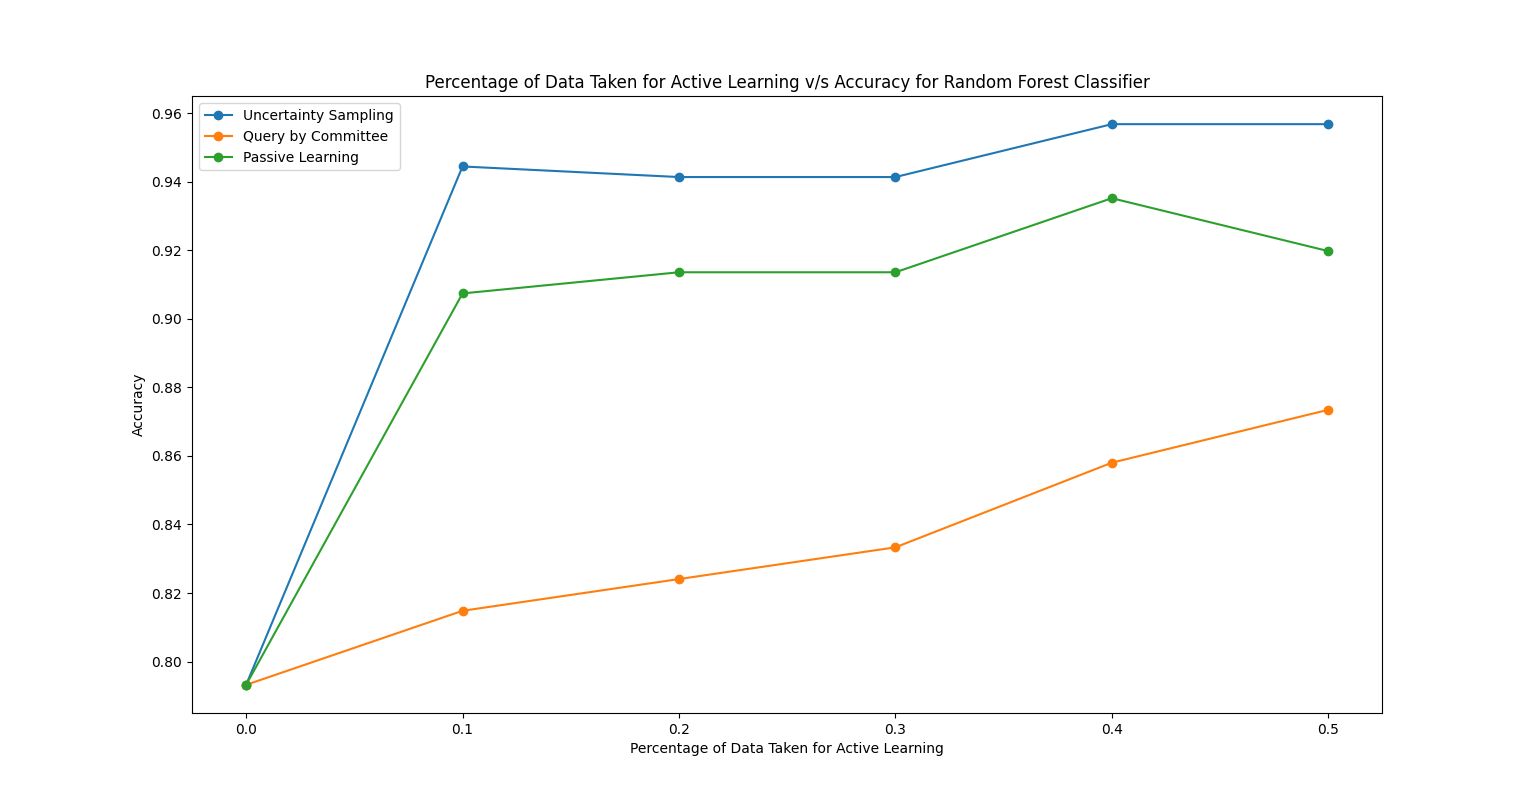 Percentage of Data Taken for Active Learning v/s Accuracy for Random Forest Classifier
Uncertainty Sampling
Query by Committee
Passive Learning
0.96
0.94
0.92
0.90
0.88
0.86
0.84
0.82
0.80
Accuracy
0.0 0.1 0.2 0.3 0.4 0.5
Percentage of Data Taken for Active Learning